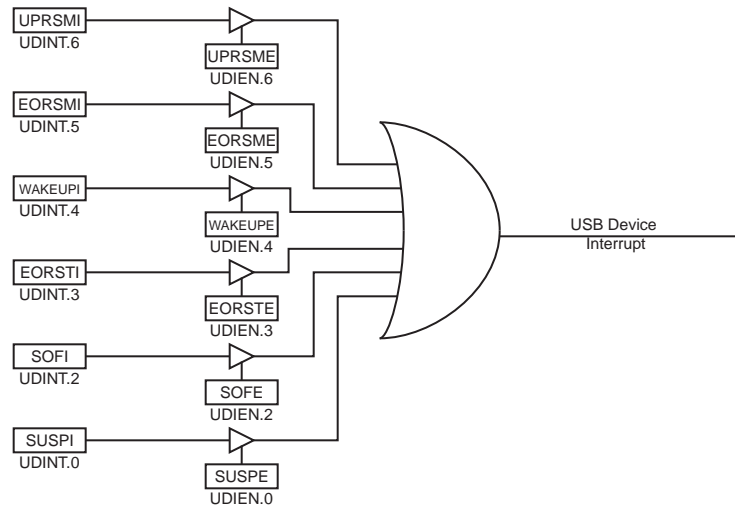 UPRSMI
UDINT.6
UPRSME
UDIEN.6
EORSMI
UDINT.5
EORSME
UDIEN.5
WAKEUPI
UDINT.4
WAKEUPE
UDIEN.4
EORSTI
UDINT.3
EORSTE
UDIEN.3
SOFI
UDINT.2
SOFE
UDIEN.2
SUSPI
UDINT.0
SUSPE
UDIEN.0
USB Device
Interrupt